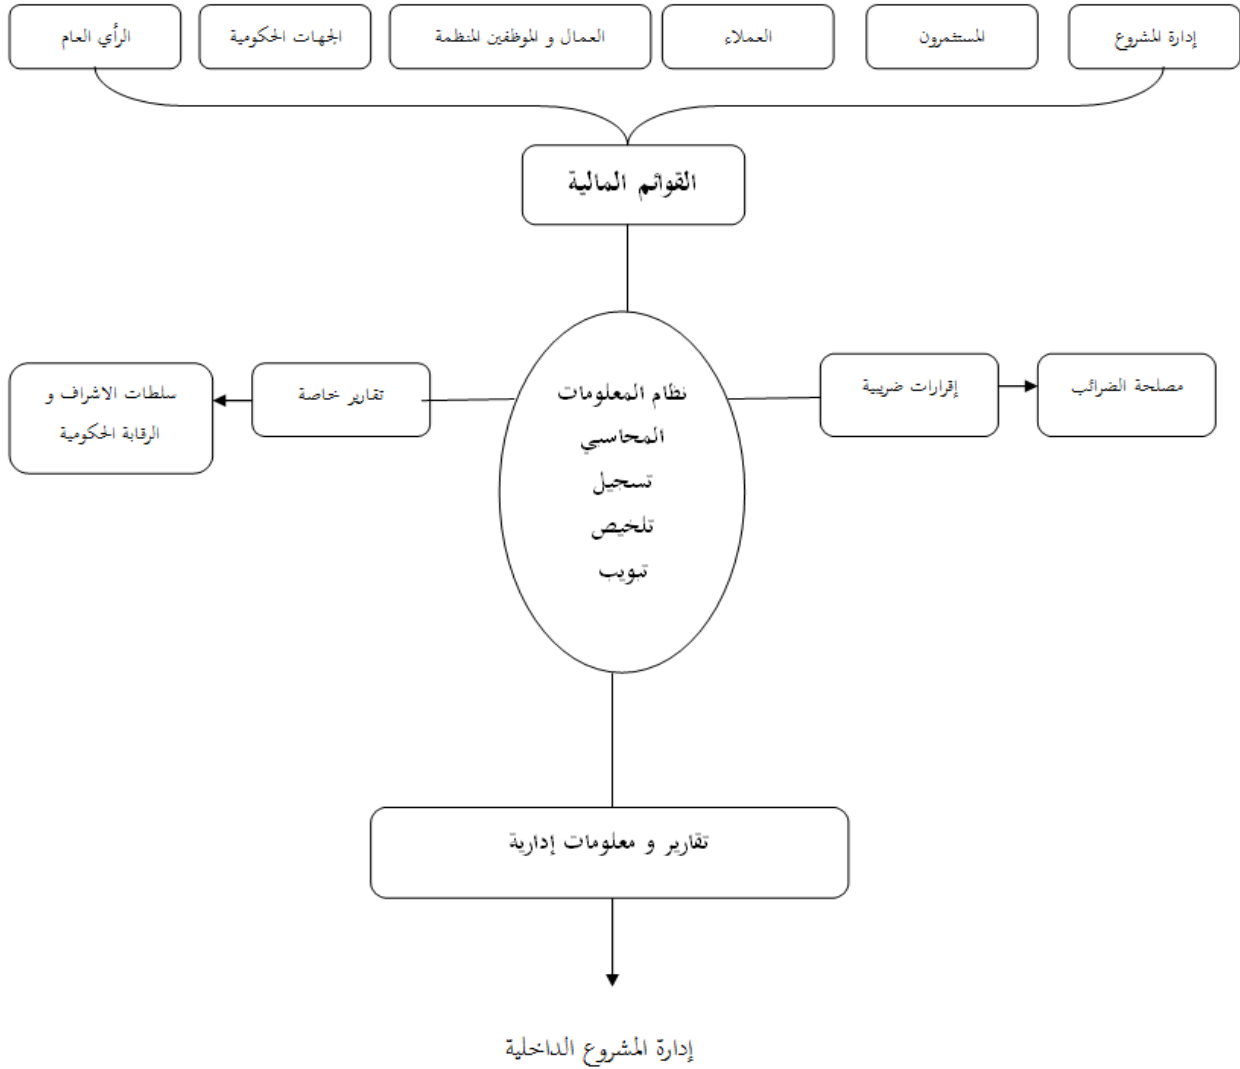 إدارة المشروع
المستثمرون
العملاء
العمال و الموظفين المنظمة
الجهات الحكومية
الرأي العام
القوائم المالية
نظام المعلومات
المحاسبي
تسجيل
تلخيص
تبويب
إقرارات ضريبية
مصلحة الضرائب
تقارير خاصة
سلطات الاشراف و
الرقابة الحكومية
تقارير و معلومات إدارية
إدارة المشروع الداخلية